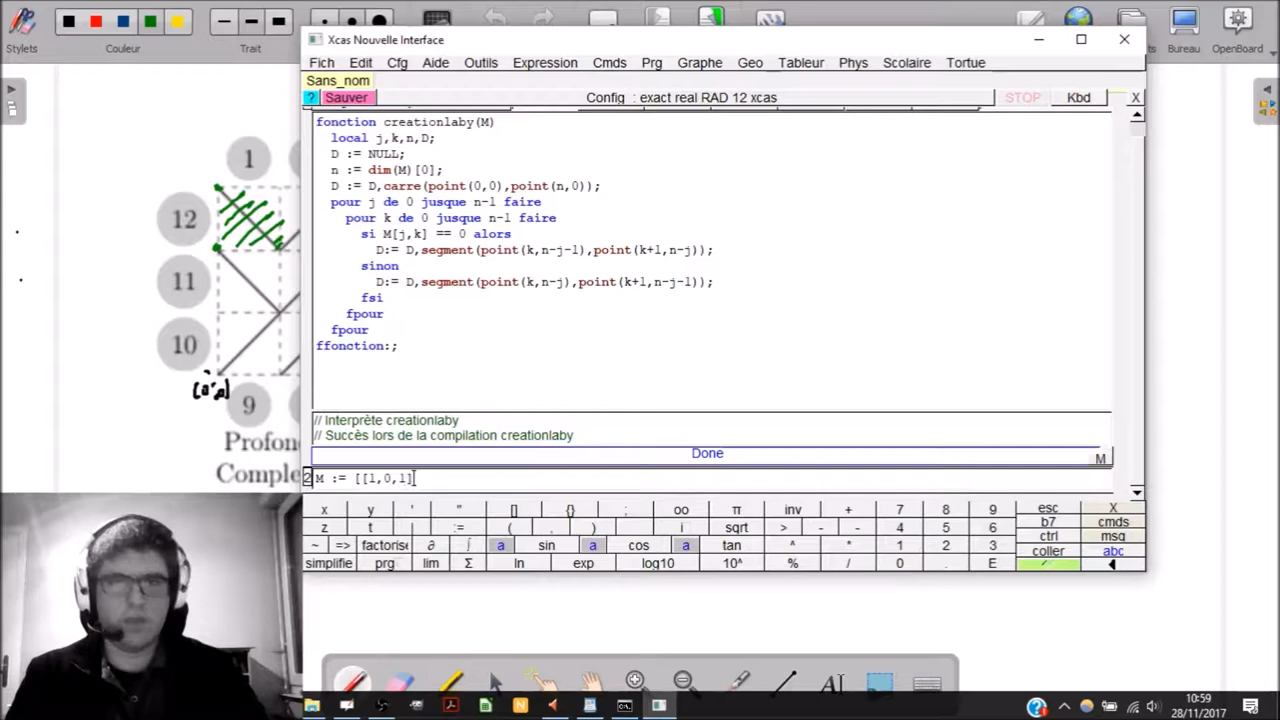 Xcas Nouvelle Interface
Stylets
Couleur
Trait
Bureau
OpenBoard
Fich Edit Cfg Aide Outils Expression Cmds Prg Graphe Geo Tableur Phys Scolaire Tortue
Sans_nom
? Sauver Config : exact real RAD 12 xcas STOP Kbd X
fonction creationlaby(M)
local j,k,n,D;
D := NULL;
n := dim(M)[0];
D := D,carre(point(0,0),point(n,0));
pour j de 0 jusque n-1 faire
pour k de 0 jusque n-1 faire
si M[j,k] == 0 alors
D:= D,segment(point(k,n-j-1),point(k+1,n-j));
sinon
D:= D,segment(point(k,n-j),point(k+1,n-j-1));
fsi
fpour
fpour
ffonction:;
// Interprète creationlaby
// Succès lors de la compilation creationlaby
Done
M
2 M := [[1,0,1]
1
12
11
10
9
Profon
Comple
x y ' " [] {} : oo π i + 7 8 9 esc X
z t := ( , ) i sqrt > - - 4 5 6 b7 cmds
ctrl msg
~ => factorise ∂ ∫ a sin a cos a tan ^ * 1 2 3 coller abc
simplifie prg lim Σ ln exp log10 10^ % / 0 . E
10:59
28/11/2017